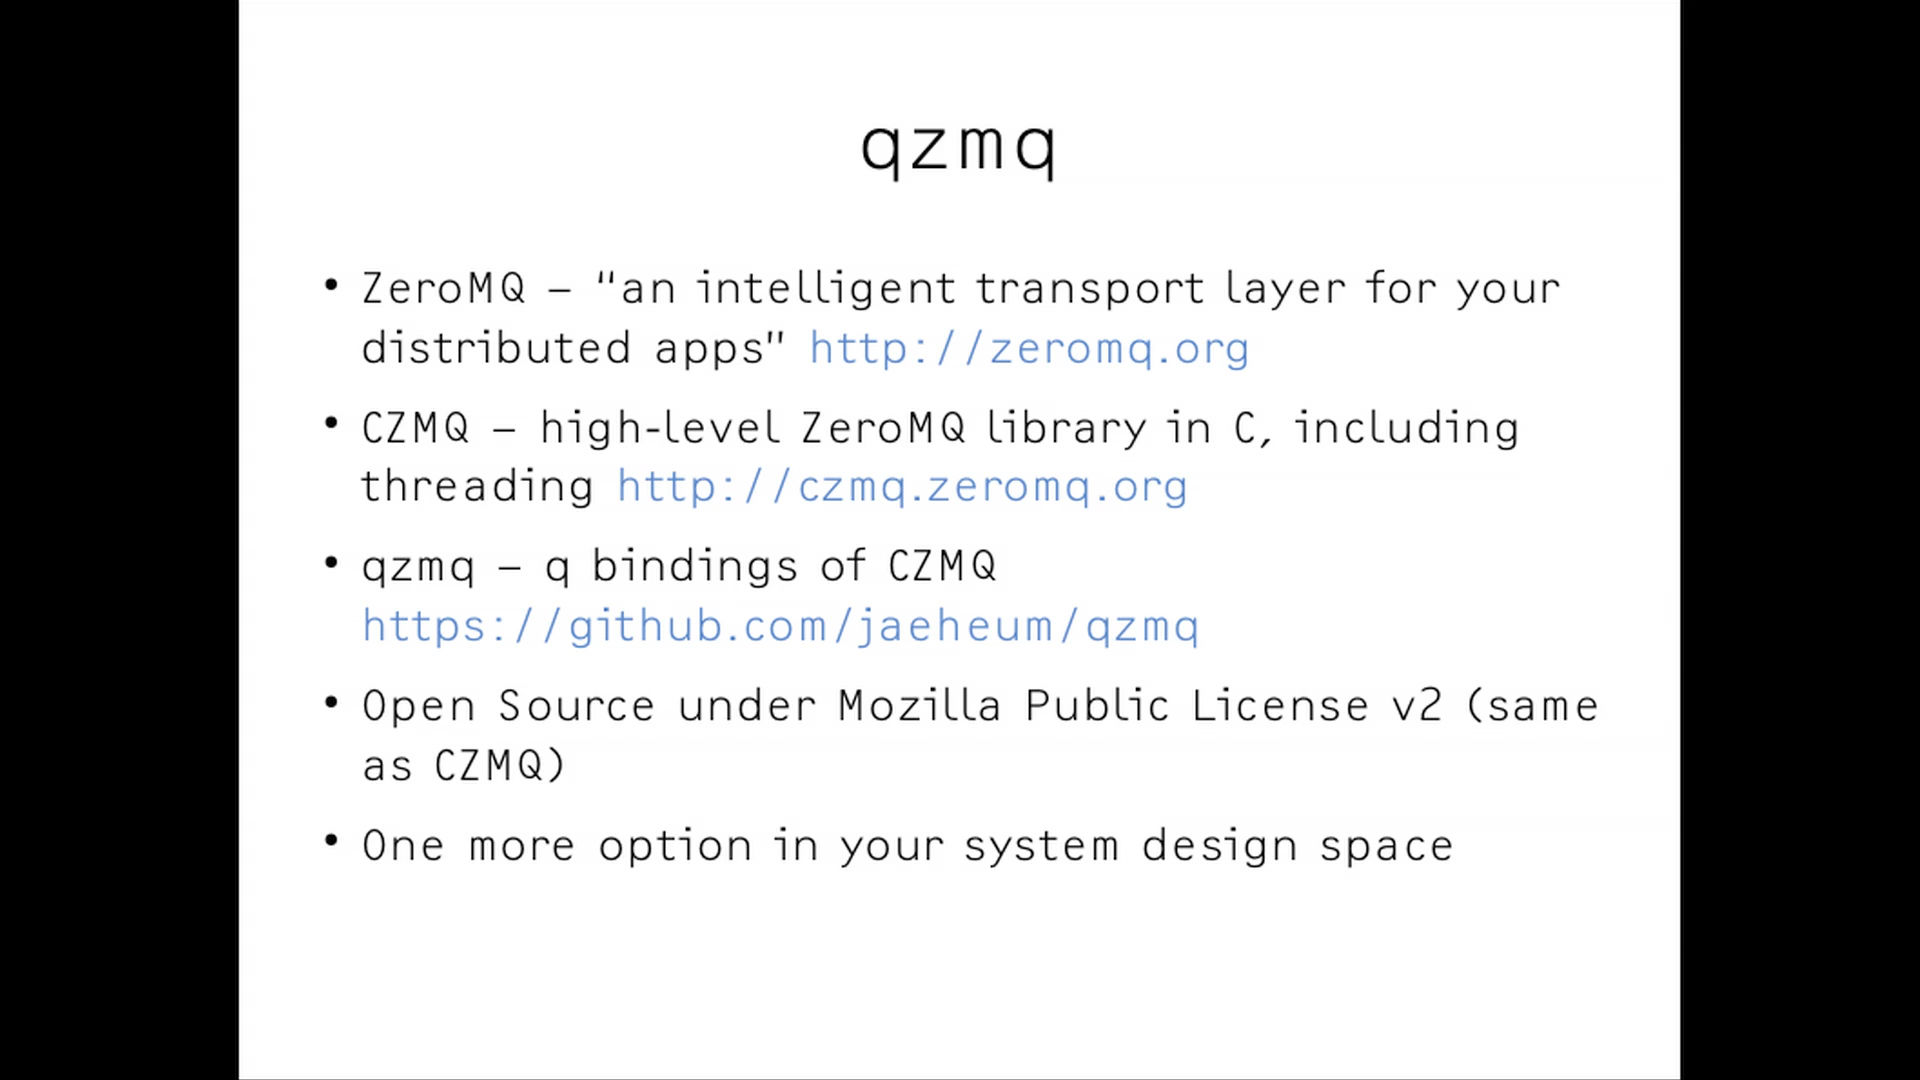 qzmq
• ZeroMQ – "an intelligent transport layer for your
distributed apps" http://zeromq.org
• CZMQ – high-level ZeroMQ library in C, including
threading http://czmq.zeromq.org
• qzmq – q bindings of CZMQ
https://github.com/jaeheum/qzmq
• Open Source under Mozilla Public License v2 (same
as CZMQ)
• One more option in your system design space